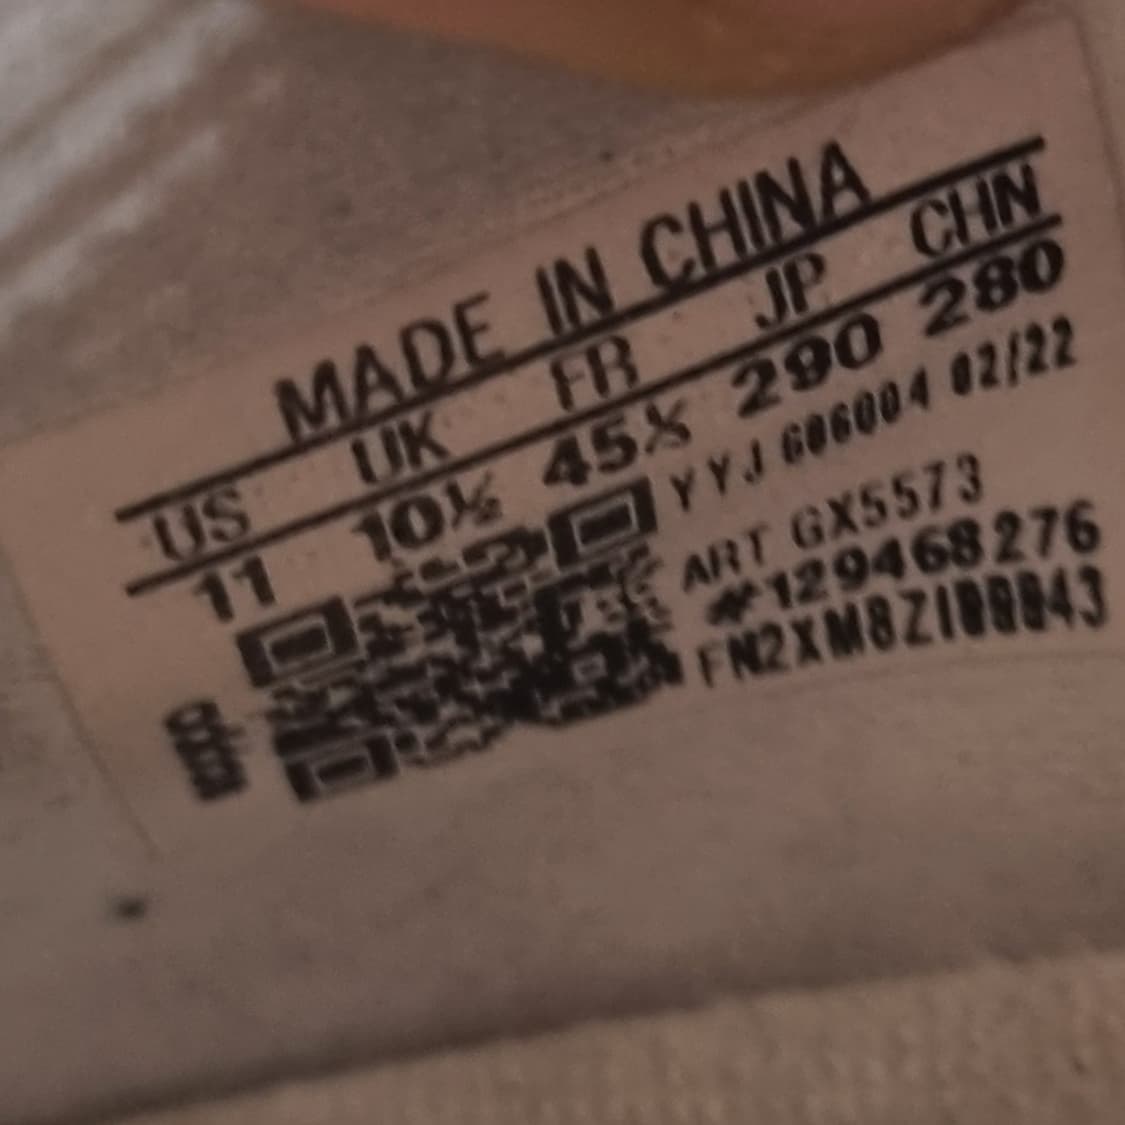 MADE IN CHINA
US UK FR JP CHN
11 10½ 45⅓ 290 280
YYJ 606004 02/22
ART GX5573
#129468276